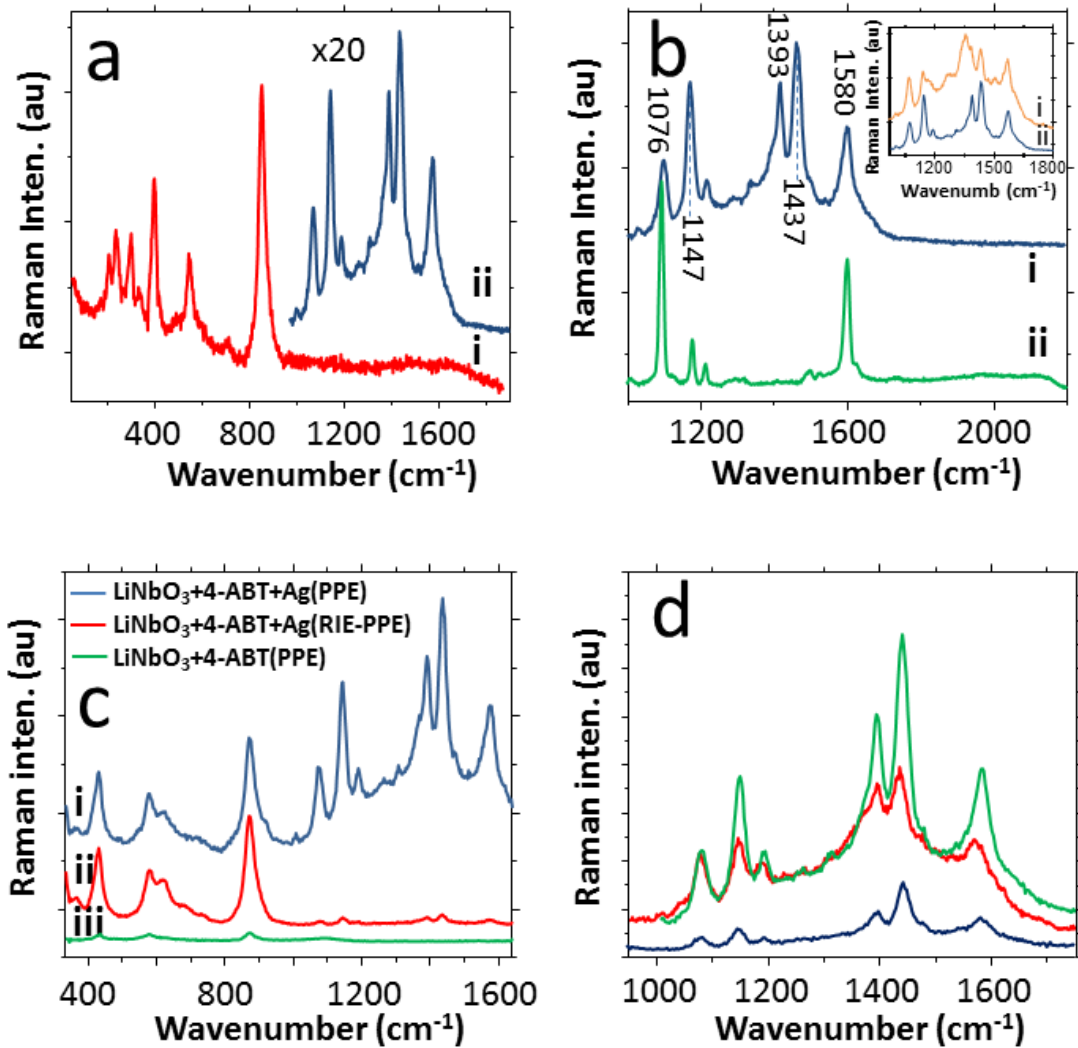 a
x20
ii
i
Raman Inten. (au)
400 800 1200 1600
Wavenumber (cm⁻¹)
b
1076
1147
1393
1437
1580
i
ii
Raman Inten. (au)
1200 1600 2000
Wavenumber (cm⁻¹)
Raman Inten. (au)
i
ii
1200 1500 1800
Wavenumb (cm⁻¹)
LiNbO₃+4-ABT+Ag(PPE)
LiNbO₃+4-ABT+Ag(RIE-PPE)
LiNbO₃+4-ABT(PPE)
c
i
ii
iii
Raman inten. (au)
400 800 1200 1600
Wavenumber (cm⁻¹)
d
Raman inten. (au)
1000 1200 1400 1600
Wavenumber (cm⁻¹)